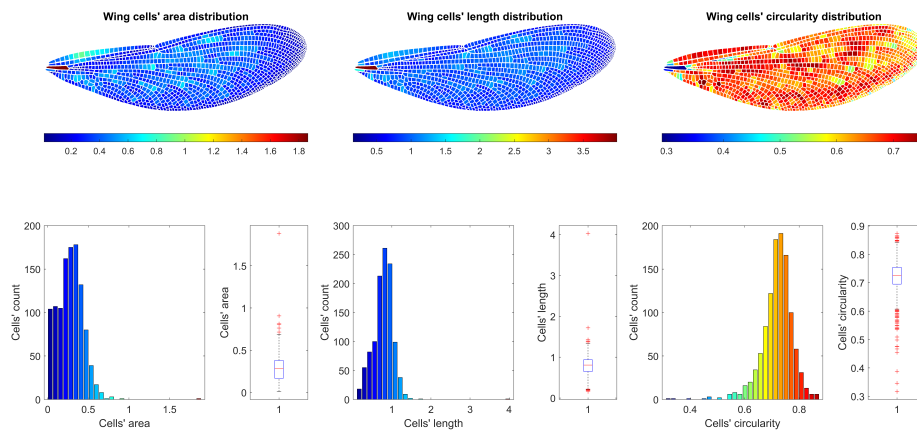 Wing cells' area distribution
Wing cells' length distribution
Wing cells' circularity distribution
0.2 0.4 0.6 0.8 1.0 1.2 1.4 1.6 1.8
0.5 1.0 1.5 2.0 2.5 3.0 3.5
0.3 0.4 0.5 0.6 0.7
Cells' count
200
150
100
50
0
0 0.5 1 1.5
Cells' area
Cells' area
1.5
1
0.5
0
1
Cells' count
300
250
200
150
100
50
0
1 2 3 4
Cells' length
Cells' length
4
3
2
1
0
1
Cells' count
200
150
100
50
0
0.4 0.6 0.8
Cells' circularity
Cells' circularity
0.9
0.8
0.7
0.6
0.5
0.4
0.3
1